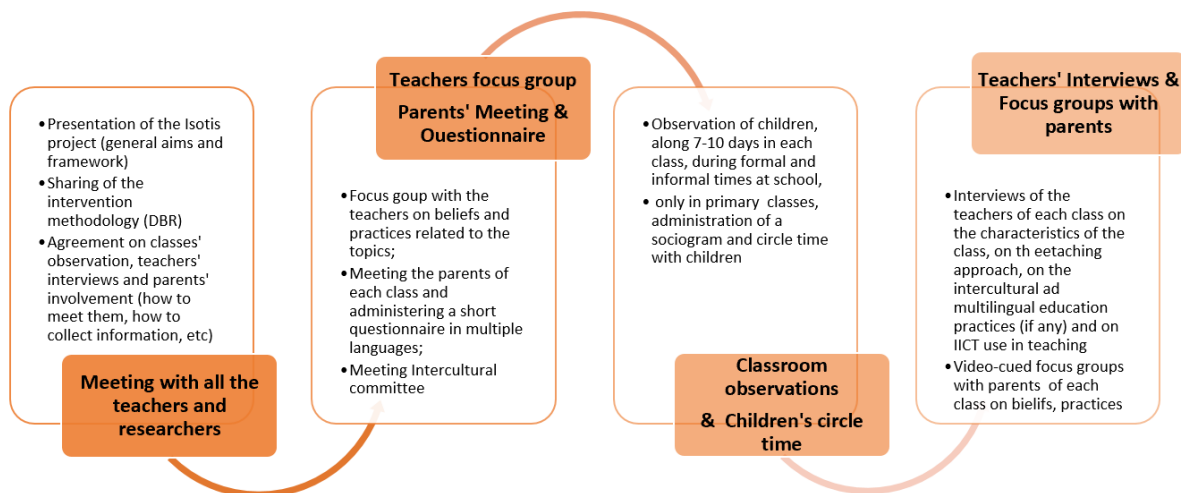 •Presentation of the Isotis
project (general aims and
framework)
•Sharing of the
intervention
methodology (DBR)
•Agreement on classes'
observation, teachers'
interviews and parents'
involvement (how to
meet them, how to
collect information, etc)
Meeting with all the
teachers and
researchers
Teachers focus group
Parents' Meeting &
Ouestionnaire
•Focus goup with the
teachers on beliefs and
practices related to the
topics;
•Meeting the parents of
each class and
administering a short
questionnaire in multiple
languages;
•Meeting Intercultural
committee
•Observation of children,
along 7-10 days in each
class, during formal and
informal times at school,
• only in primary classes,
administration of a
sociogram and circle time
with children
Classroom
observations
& Children's circle
time
Teachers' Interviews &
Focus groups with
parents
•Interviews of the
teachers of each class on
the characteristics of the
class, on th eetaching
approach, on the
intercultural ad
multilingual education
practices (if any) and on
IICT use in teaching
•Video-cued focus groups
with parents of each
class on bielifs, practices